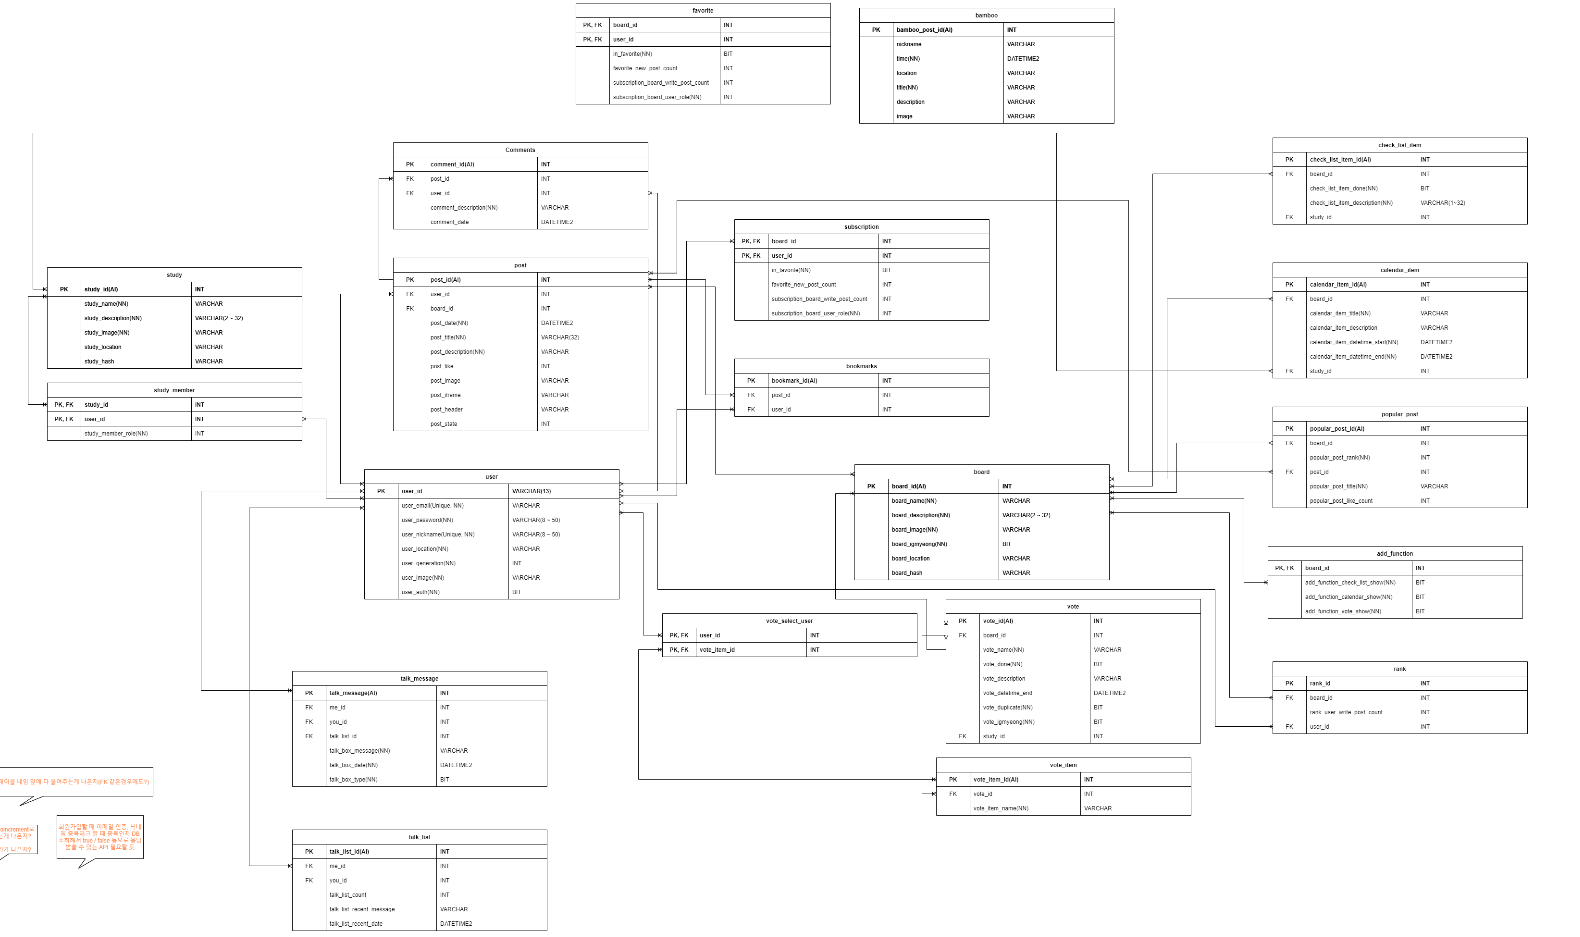 favorite
PK, FK board_id INT
PK, FK user_id INT
in_favorite(NN) BIT
favorite_new_post_count INT
subscription_board_write_post_count INT
subscription_board_user_role(NN) INT
bamboo
PK bamboo_post_id(AI) INT
nickname VARCHAR
time(NN) DATETIME2
location VARCHAR
title(NN) VARCHAR
description VARCHAR
image VARCHAR
Comments
PK comment_id(AI) INT
FK post_id INT
FK user_id INT
comment_description(NN) VARCHAR
comment_date DATETIME2
check_list_item
PK check_list_item_id(AI) INT
FK board_id INT
check_list_item_done(NN) BIT
check_list_item_description(NN) VARCHAR(1~32)
FK study_id INT
subscription
PK, FK board_id INT
PK, FK user_id INT
in_favorite(NN) BIT
favorite_new_post_count INT
subscription_board_write_post_count INT
subscription_board_user_role(NN) INT
post
PK post_id(AI) INT
FK user_id INT
FK board_id INT
post_date(NN) DATETIME2
post_title(NN) VARCHAR(32)
post_description(NN) VARCHAR
post_like INT
post_image VARCHAR
post_iframe VARCHAR
post_header VARCHAR
post_state INT
study
PK study_id(AI) INT
study_name(NN) VARCHAR
study_description(NN) VARCHAR(2 ~ 32)
study_image(NN) VARCHAR
study_location VARCHAR
study_hash VARCHAR
calendar_item
PK calendar_item_id(AI) INT
FK board_id INT
calendar_item_title(NN) VARCHAR
calendar_item_description VARCHAR
calendar_item_datetime_start(NN) DATETIME2
calendar_item_datetime_end(NN) DATETIME2
FK study_id INT
bookmarks
PK bookmark_id(AI) INT
FK post_id INT
FK user_id INT
study_member
PK, FK study_id INT
PK, FK user_id INT
study_member_role(NN) INT
popular_post
PK popular_post_id(AI) INT
FK board_id INT
popular_post_rank(NN) INT
FK post_id INT
popular_post_title(NN) VARCHAR
popular_post_like_count INT
user
PK user_id VARCHAR(13)
user_email(Unique, NN) VARCHAR
user_password(NN) VARCHAR(8 ~ 50)
user_nickname(Unique, NN) VARCHAR(8 ~ 50)
user_location(NN) VARCHAR
user_generation(NN) INT
user_image(NN) VARCHAR
user_auth(NN) BIT
board
PK board_id(AI) INT
board_name(NN) VARCHAR
board_description(NN) VARCHAR(2 ~ 32)
board_image(NN) VARCHAR
board_igmyeong(NN) BIT
board_location VARCHAR
board_hash VARCHAR
add_function
PK, FK board_id INT
add_function_check_list_show(NN) BIT
add_function_calendar_show(NN) BIT
add_function_vote_show(NN) BIT
vote_select_user
PK, FK user_id INT
PK, FK vote_item_id INT
vote
PK vote_id(AI) INT
FK board_id INT
vote_name(NN) VARCHAR
vote_done(NN) BIT
vote_description VARCHAR
vote_datetime_end DATETIME2
vote_duplicate(NN) BIT
vote_igmyeong(NN) BIT
FK study_id INT
rank
PK rank_id INT
FK board_id INT
rank_user_write_post_count INT
FK user_id INT
talk_message
PK talk_message(AI) INT
FK me_id INT
FK you_id INT
FK talk_list_id INT
talk_box_message(NN) VARCHAR
talk_box_date(NN) DATETIME2
talk_box_type(NN) BIT
vote_item
PK vote_item_id(AI) INT
FK vote_id INT
vote_item_name(NN) VARCHAR
talk_list
PK talk_list_id(AI) INT
FK me_id INT
FK you_id INT
talk_list_count INT
talk_list_recent_message VARCHAR
talk_list_recent_date DATETIME2